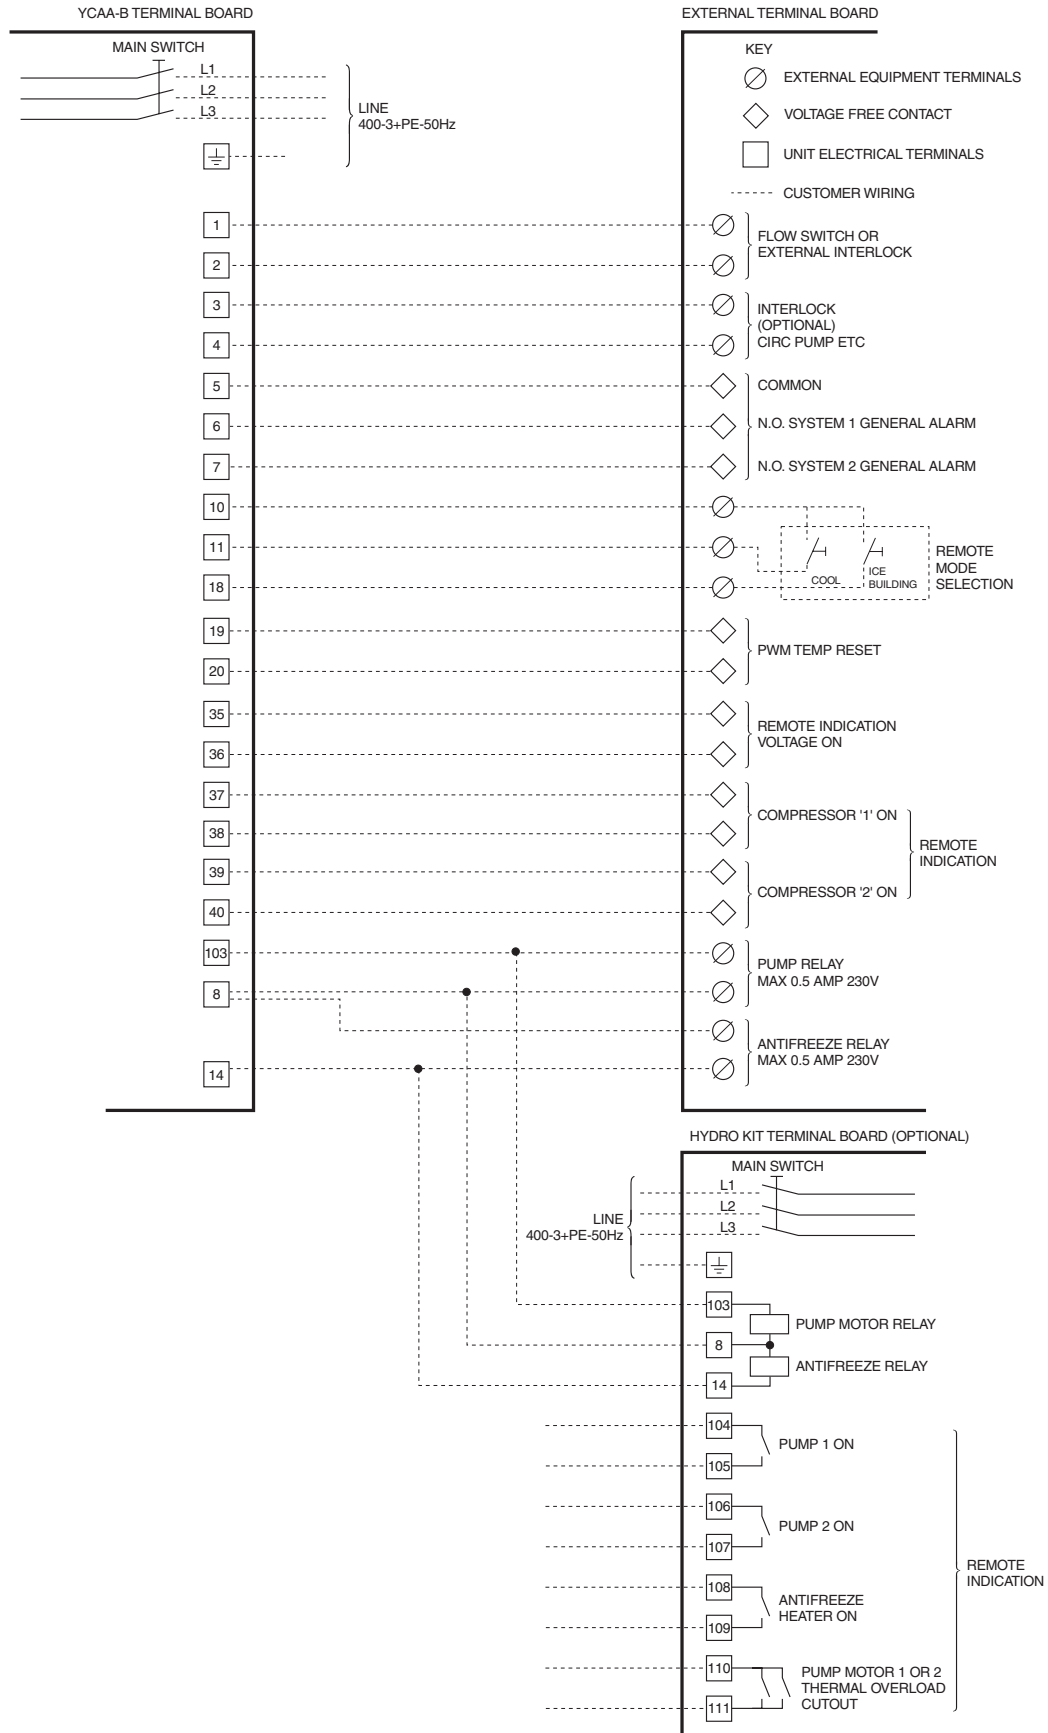 YCAA-B TERMINAL BOARD
EXTERNAL TERMINAL BOARD
MAIN SWITCH
L1
L2
L3
LINE
400-3+PE-50Hz
KEY
EXTERNAL EQUIPMENT TERMINALS
VOLTAGE FREE CONTACT
UNIT ELECTRICAL TERMINALS
CUSTOMER WIRING
1
2
FLOW SWITCH OR
EXTERNAL INTERLOCK
3
4
INTERLOCK
(OPTIONAL)
CIRC PUMP ETC
5
COMMON
6
N.O. SYSTEM 1 GENERAL ALARM
7
N.O. SYSTEM 2 GENERAL ALARM
10
11
18
COOL
ICE
BUILDING
REMOTE
MODE
SELECTION
19
20
PWM TEMP RESET
35
36
REMOTE INDICATION
VOLTAGE ON
37
38
COMPRESSOR '1' ON
39
40
COMPRESSOR '2' ON
REMOTE
INDICATION
103
8
PUMP RELAY
MAX 0.5 AMP 230V
14
ANTIFREEZE RELAY
MAX 0.5 AMP 230V
HYDRO KIT TERMINAL BOARD (OPTIONAL)
MAIN SWITCH
L1
L2
L3
LINE
400-3+PE-50Hz
103
PUMP MOTOR RELAY
8
ANTIFREEZE RELAY
14
104
PUMP 1 ON
105
106
PUMP 2 ON
107
108
ANTIFREEZE
HEATER ON
109
110
PUMP MOTOR 1 OR 2
THERMAL OVERLOAD
CUTOUT
111
REMOTE
INDICATION